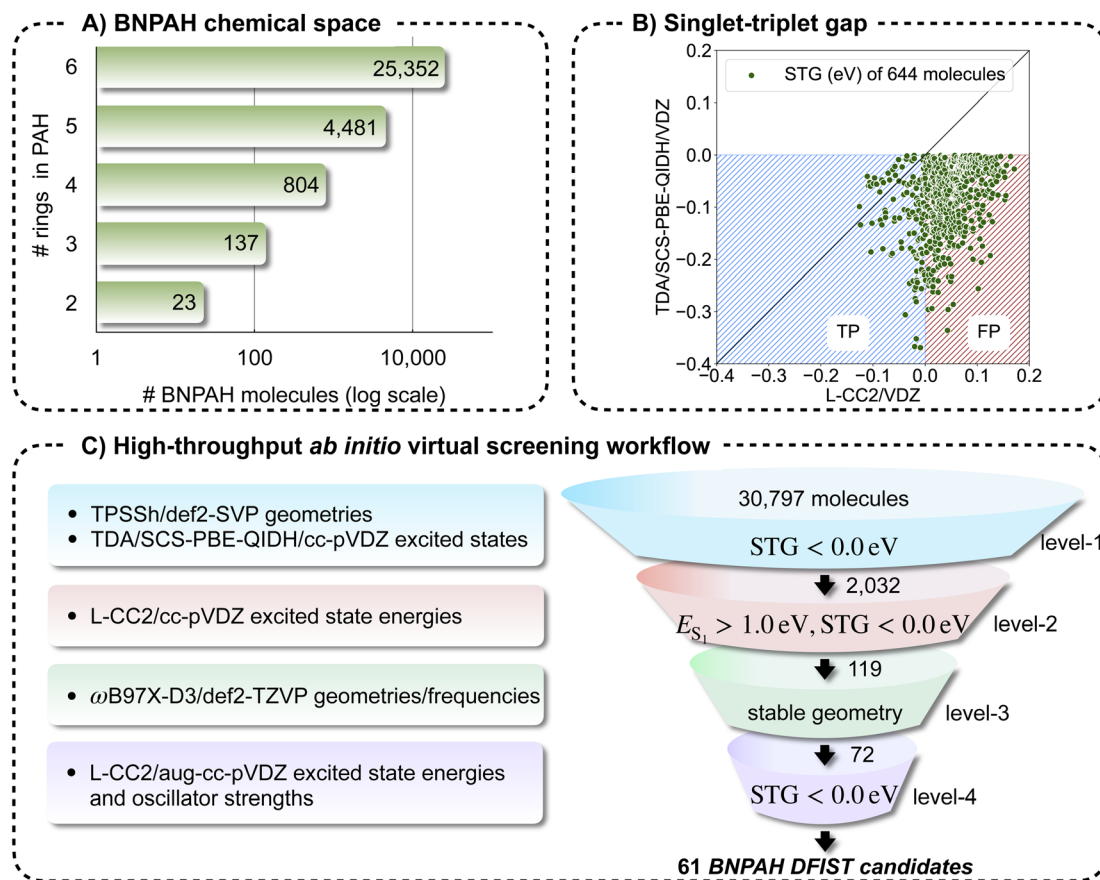 A) BNPAH chemical space
# rings in PAH
6
25,352
5
4,481
4
804
3
137
2
23
1
100
10,000
# BNPAH molecules (log scale)
B) Singlet-triplet gap
TDA/SCS-PBE-QIDH/VDZ
0.2
STG (eV) of 644 molecules
0.1
0.0
−0.1
−0.2
−0.3
TP
FP
−0.4
−0.4 −0.3 −0.2 −0.1 0.0 0.1 0.2
L-CC2/VDZ
C) High-throughput ab initio virtual screening workflow
• TPSSh/def2-SVP geometries
• TDA/SCS-PBE-QIDH/cc-pVDZ excited states
• L-CC2/cc-pVDZ excited state energies
• ωB97X-D3/def2-TZVP geometries/frequencies
• L-CC2/aug-cc-pVDZ excited state energies
and oscillator strengths
30,797 molecules
STG < 0.0 eV
level-1
2,032
E_S₁ > 1.0 eV, STG < 0.0 eV
level-2
119
stable geometry
level-3
72
STG < 0.0 eV
level-4
61 BNPAH DFIST candidates